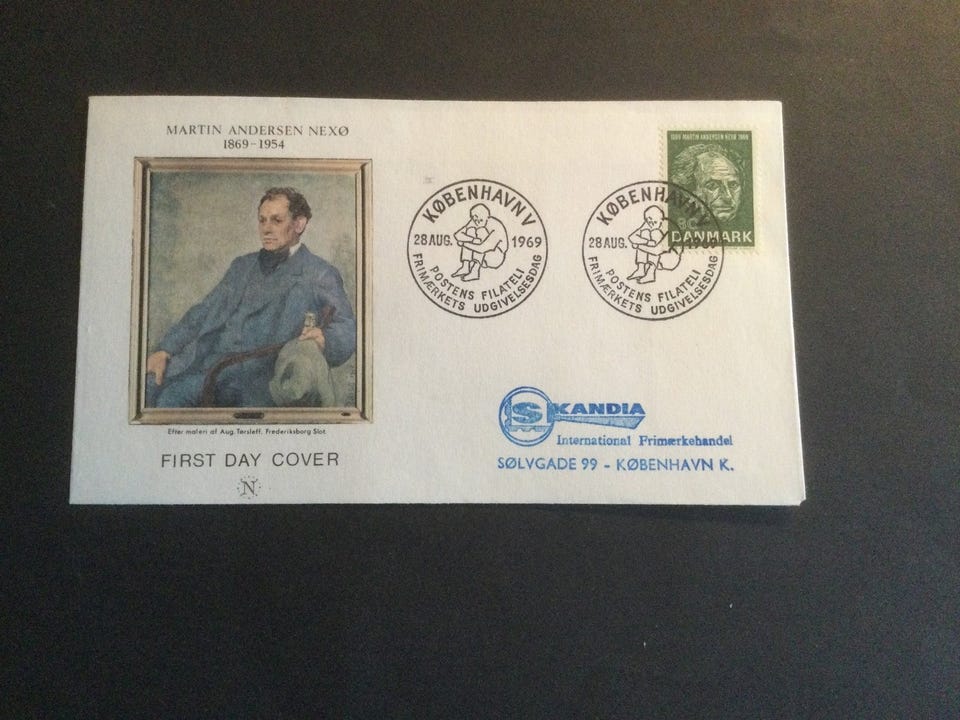 MARTIN ANDERSEN NEXØ
1869-1954
Efter maleri af Aug. Tørsleff. Frederiksborg Slot.
FIRST DAY COVER
N
KØBENHAVN V
28 AUG. 1969
POSTENS FILATELI
FRIMÆRKETS UDGIVELSESDAG
KØBENHAVN V
28 AUG.
POSTENS FILATELI
FRIMÆRKETS UDGIVELSESDAG
1869 MARTIN ANDERSEN NEXØ 1969
DANMARK
SKANDIA
International Frimærkehandel
SØLVGADE 99 - KØBENHAVN K.